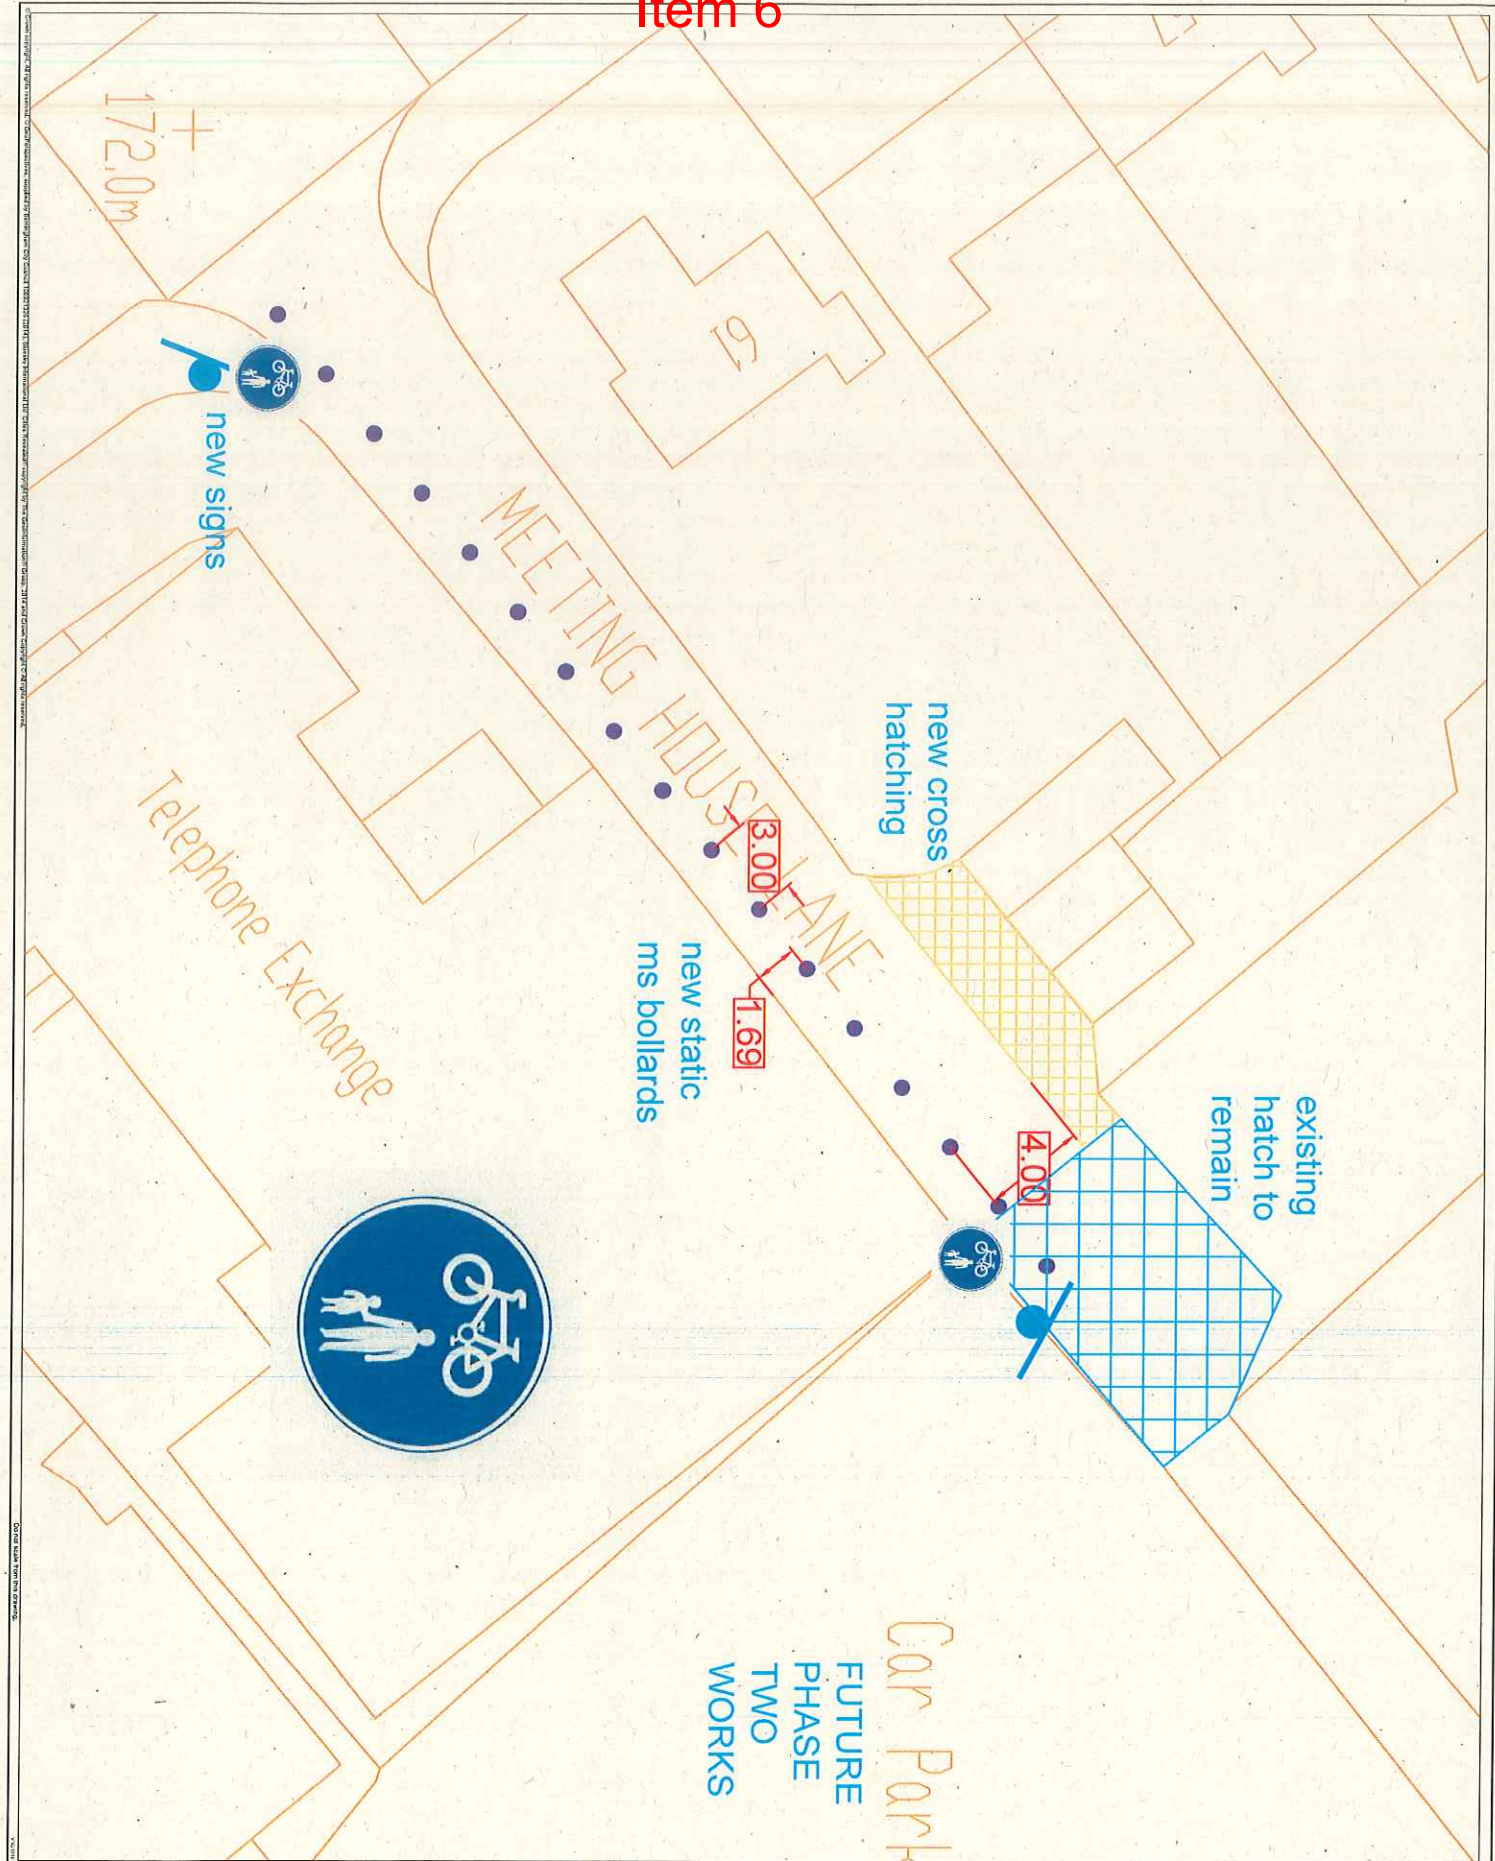 Item 6
172.0m
19
new signs
MEETING HOUSE LANE
new cross
hatching
3.00
1.69
4.00
new static
ms bollards
existing
hatch to
remain
Telephone Exchange
Car Park
FUTURE
PHASE
TWO
WORKS
Do not scale from this drawing.